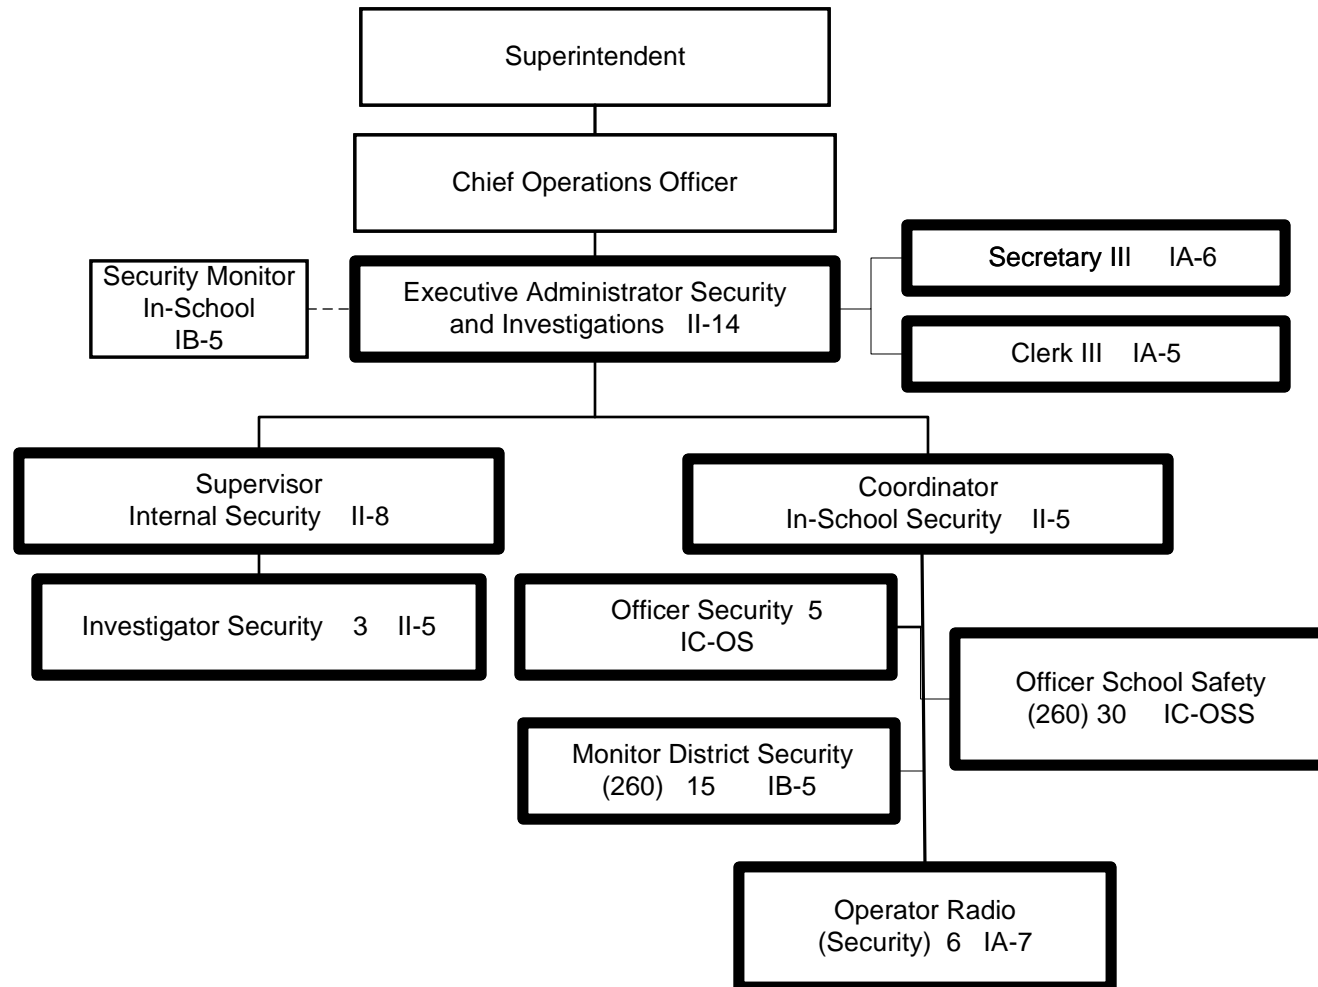 Superintendent
Chief Operations Officer
Security Monitor
In-School
IB-5
Executive Administrator Security
and Investigations II-14
Secretary III IA-6
Clerk III IA-5
Supervisor
Internal Security II-8
Coordinator
In-School Security II-5
Investigator Security 3 II-5
Officer Security 5
IC-OS
Officer School Safety
(260) 30 IC-OSS
Monitor District Security
(260) 15 IB-5
Operator Radio
(Security) 6 IA-7